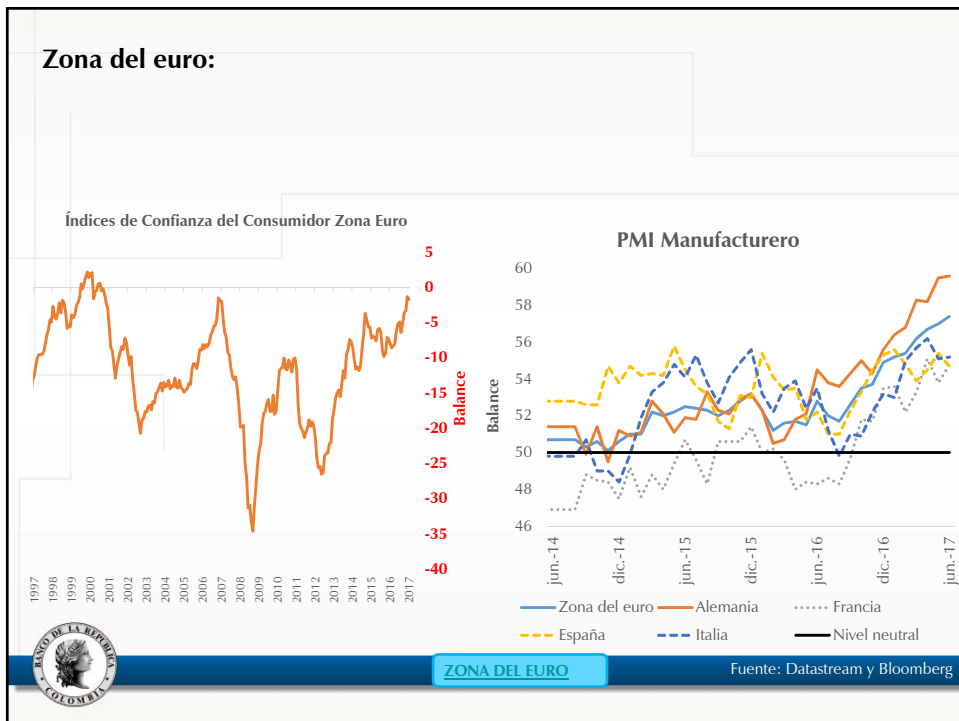 Zona del euro:
Índices de Confianza del Consumidor Zona Euro
5
0
-5
-10
-15
-20
-25
-30
-35
-40
Balance
1997
1998
1999
2000
2001
2002
2003
2004
2005
2006
2007
2008
2009
2010
2011
2012
2013
2014
2015
2016
2017
PMI Manufacturero
Balance
60
58
56
54
52
50
48
46
jun.-14
dic.-14
jun.-15
dic.-15
jun.-16
dic.-16
jun.-17
Zona del euro
Alemania
Francia
España
Italia
Nivel neutral
BANCO DE LA REPÚBLICA
COLOMBIA
ZONA DEL EURO
Fuente: Datastream y Bloomberg